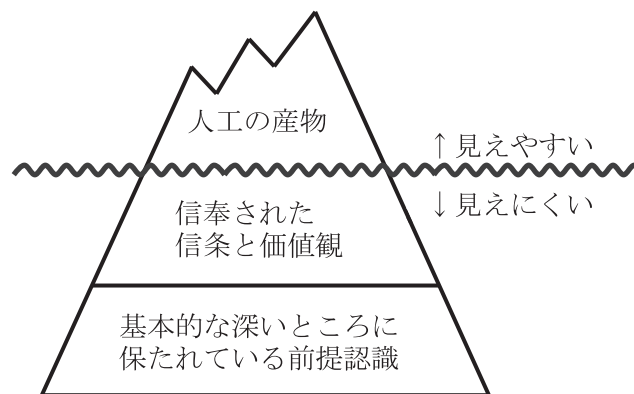 人工の産物
↑見えやすい
↓見えにくい
信奉された
信条と価値観
基本的な深いところに
保たれている前提認識